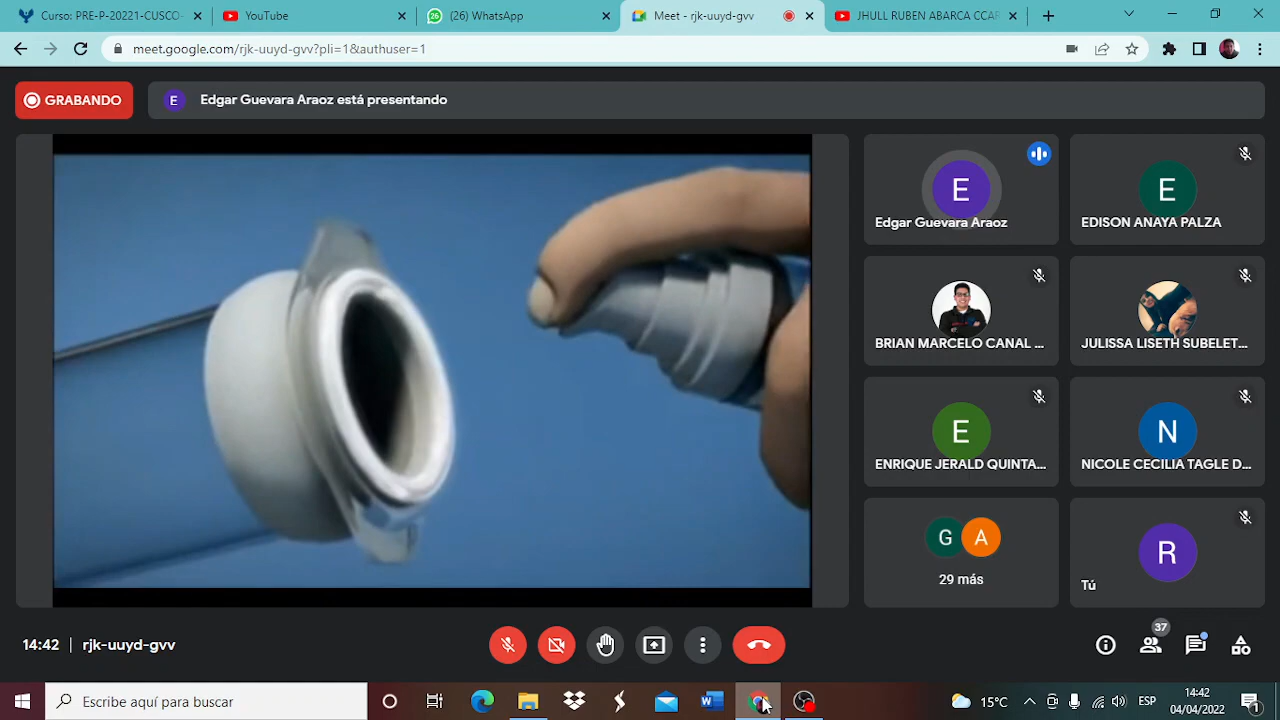 Curso: PRE-P-20221-CUSCO-
YouTube
(26) WhatsApp
Meet - rjk-uuyd-gvv
JHULL RUBEN ABARCA CCAR
26
meet.google.com/rjk-uuyd-gvv?pli=1&authuser=1
GRABANDO
E
Edgar Guevara Araoz está presentando
E
Edgar Guevara Araoz
E
EDISON ANAYA PALZA
BRIAN MARCELO CANAL ...
JULISSA LISETH SUBELET...
E
ENRIQUE JERALD QUINTA...
N
NICOLE CECILIA TAGLE D...
G A
29 más
R
Tú
14:42 | rjk-uuyd-gvv
37
Escribe aquí para buscar
15°C
ESP
14:42
04/04/2022
1